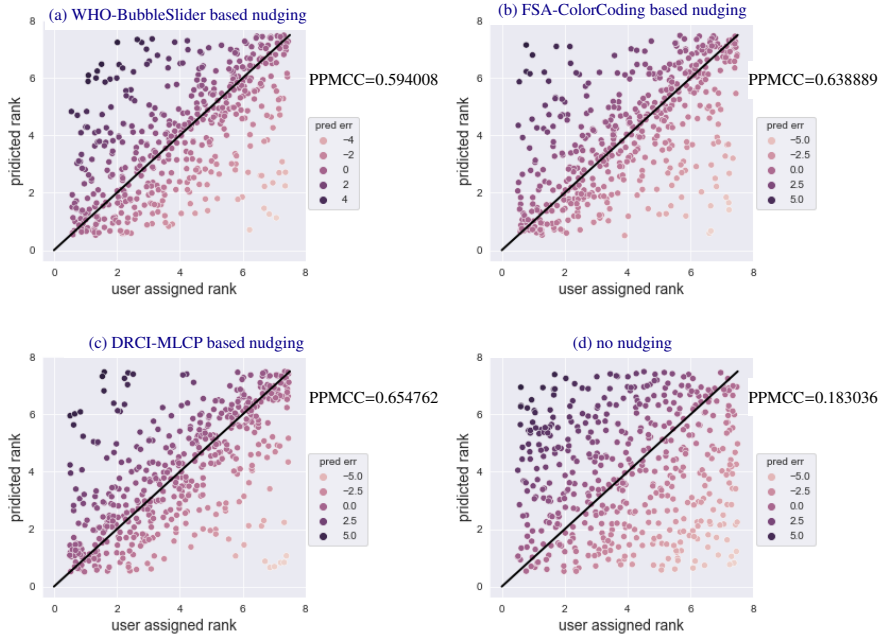 (a) WHO-BubbleSlider based nudging
8
6
4
2
0
pridicted rank
0 2 4 6 8
user assigned rank
PPMCC=0.594008
pred err
−4
−2
0
2
4
(b) FSA-ColorCoding based nudging
8
6
4
2
0
pridicted rank
0 2 4 6 8
user assigned rank
PPMCC=0.638889
pred err
−5.0
−2.5
0.0
2.5
5.0
(c) DRCI-MLCP based nudging
8
6
4
2
0
pridicted rank
0 2 4 6 8
user assigned rank
PPMCC=0.654762
pred err
−5.0
−2.5
0.0
2.5
5.0
(d) no nudging
8
6
4
2
0
pridicted rank
0 2 4 6 8
user assigned rank
PPMCC=0.183036
pred err
−5.0
−2.5
0.0
2.5
5.0